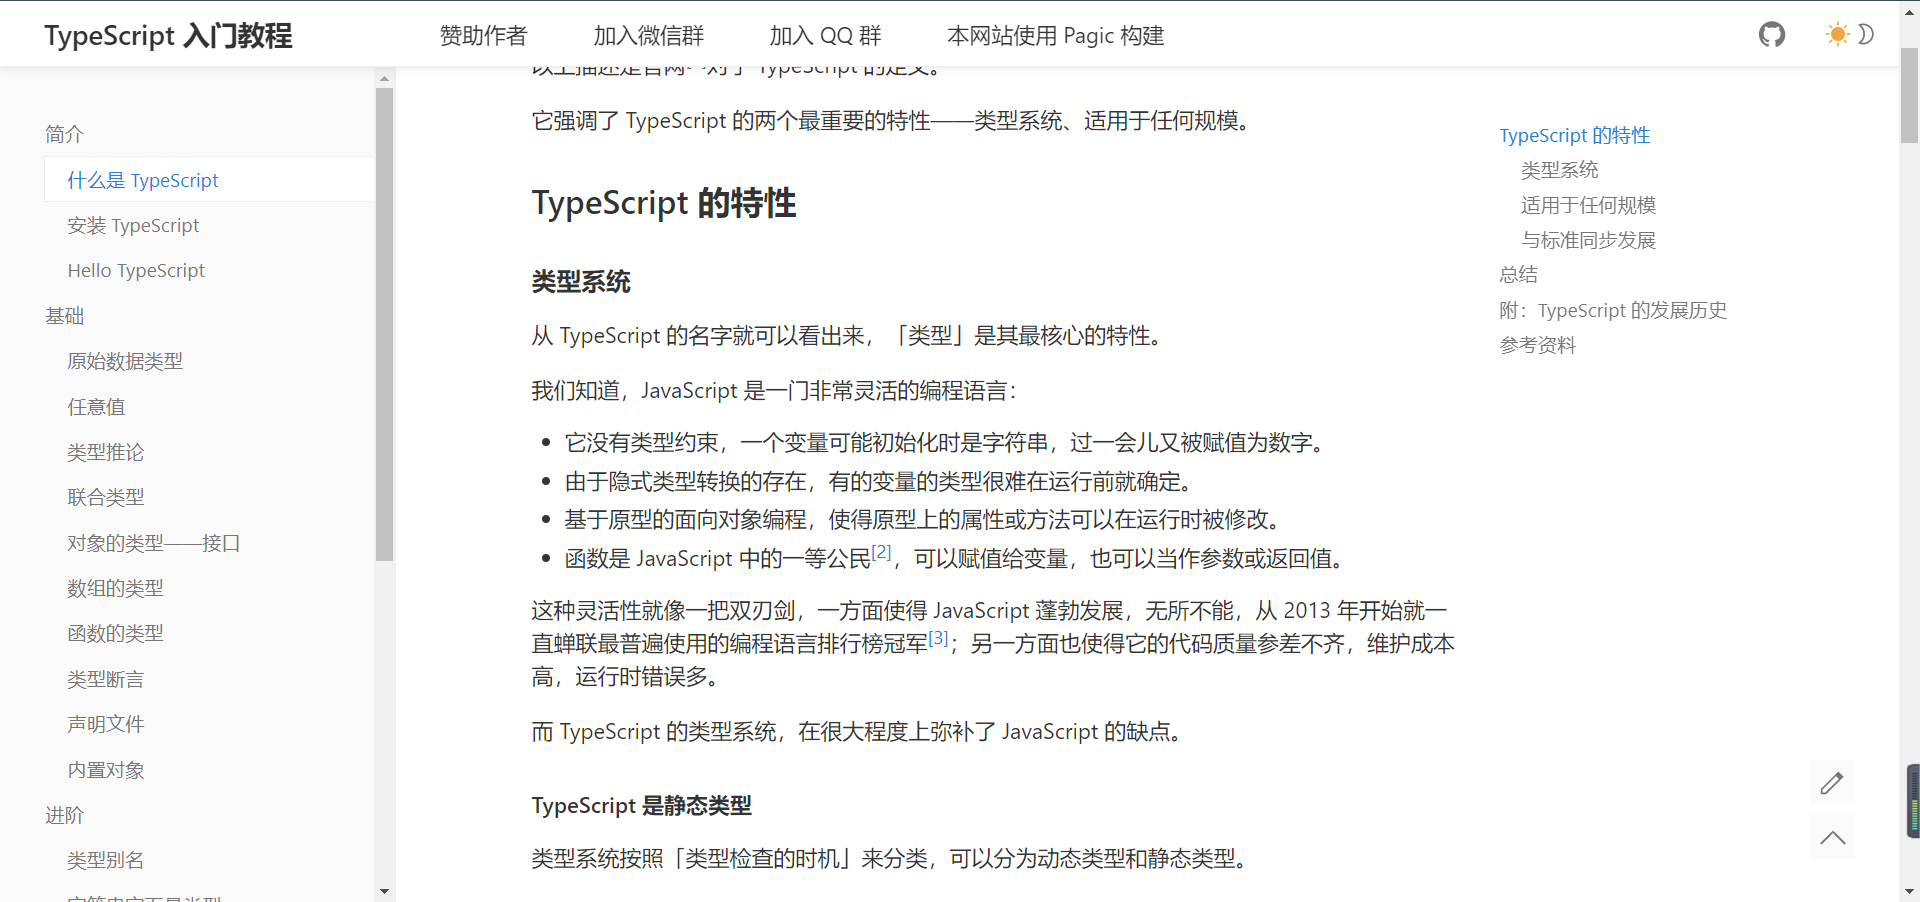 TypeScript 入门教程
赞助作者
加入微信群
加入 QQ 群
本网站使用 Pagic 构建
简介
什么是 TypeScript
安装 TypeScript
Hello TypeScript
基础
原始数据类型
任意值
类型推论
联合类型
对象的类型——接口
数组的类型
函数的类型
类型断言
声明文件
内置对象
进阶
类型别名
以上描述是官网 对于 TypeScript 的定义。
它强调了 TypeScript 的两个最重要的特性——类型系统、适用于任何规模。
TypeScript 的特性
类型系统
从 TypeScript 的名字就可以看出来，「类型」是其最核心的特性。
我们知道，JavaScript 是一门非常灵活的编程语言：
它没有类型约束，一个变量可能初始化时是字符串，过一会儿又被赋值为数字。
由于隐式类型转换的存在，有的变量的类型很难在运行前就确定。
基于原型的面向对象编程，使得原型上的属性或方法可以在运行时被修改。
函数是 JavaScript 中的一等公民[2]，可以赋值给变量，也可以当作参数或返回值。
这种灵活性就像一把双刃剑，一方面使得 JavaScript 蓬勃发展，无所不能，从 2013 年开始就一
直蝉联最普遍使用的编程语言排行榜冠军[3]；另一方面也使得它的代码质量参差不齐，维护成本
高，运行时错误多。
而 TypeScript 的类型系统，在很大程度上弥补了 JavaScript 的缺点。
TypeScript 是静态类型
类型系统按照「类型检查的时机」来分类，可以分为动态类型和静态类型。
TypeScript 的特性
类型系统
适用于任何规模
与标准同步发展
总结
附：TypeScript 的发展历史
参考资料